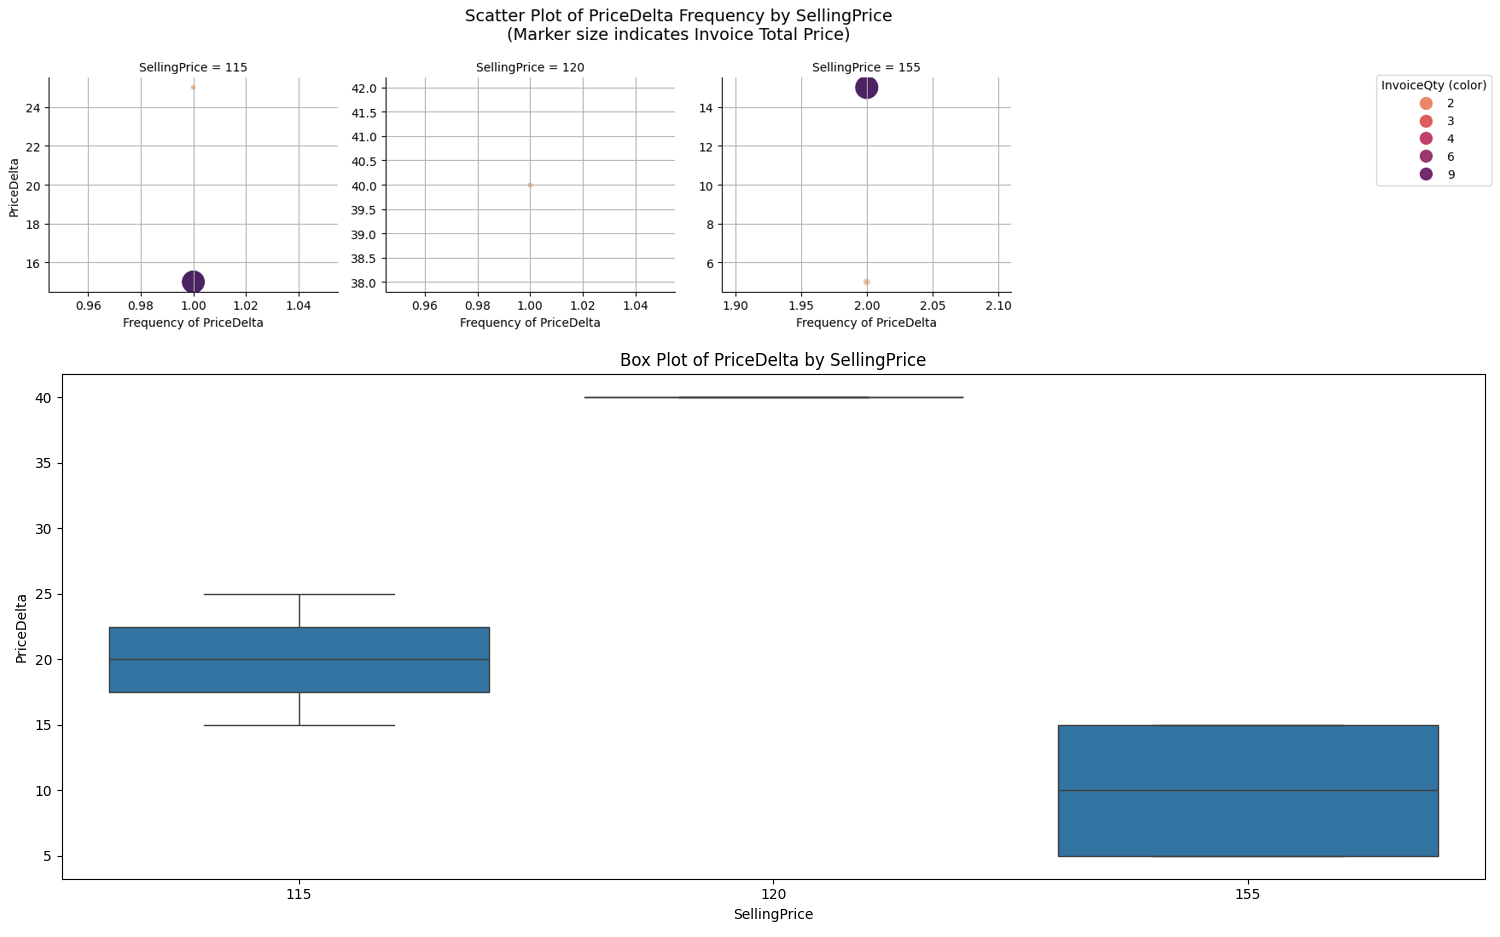 Scatter Plot of PriceDelta Frequency by SellingPrice
(Marker size indicates Invoice Total Price)
SellingPrice = 115
24
22
20
18
16
PriceDelta
0.96 0.98 1.00 1.02 1.04
Frequency of PriceDelta
SellingPrice = 120
42.0
41.5
41.0
40.5
40.0
39.5
39.0
38.5
38.0
0.96 0.98 1.00 1.02 1.04
Frequency of PriceDelta
SellingPrice = 155
14
12
10
8
6
1.90 1.95 2.00 2.05 2.10
Frequency of PriceDelta
InvoiceQty (color)
2
3
4
6
9
Box Plot of PriceDelta by SellingPrice
40
35
30
25
20
15
10
5
PriceDelta
115 120 155
SellingPrice